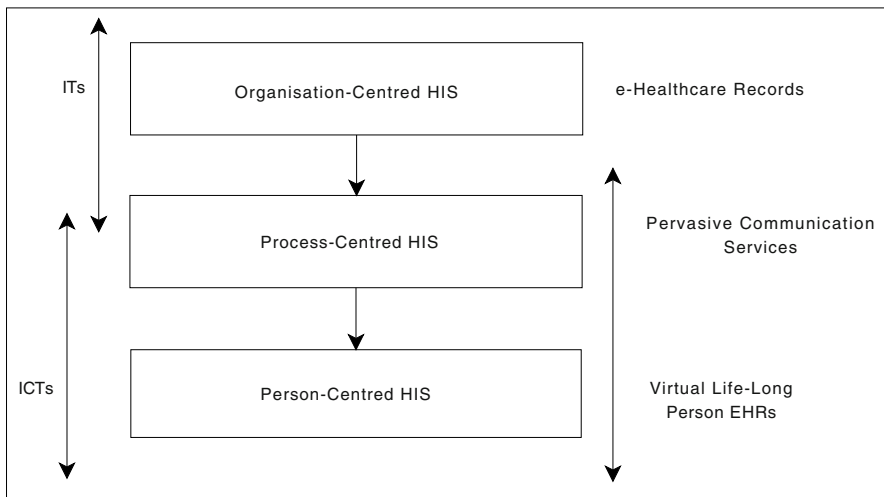 ITs
Organisation-Centred HIS
e-Healthcare Records
Process-Centred HIS
Pervasive Communication
Services
ICTs
Person-Centred HIS
Virtual Life-Long
Person EHRs